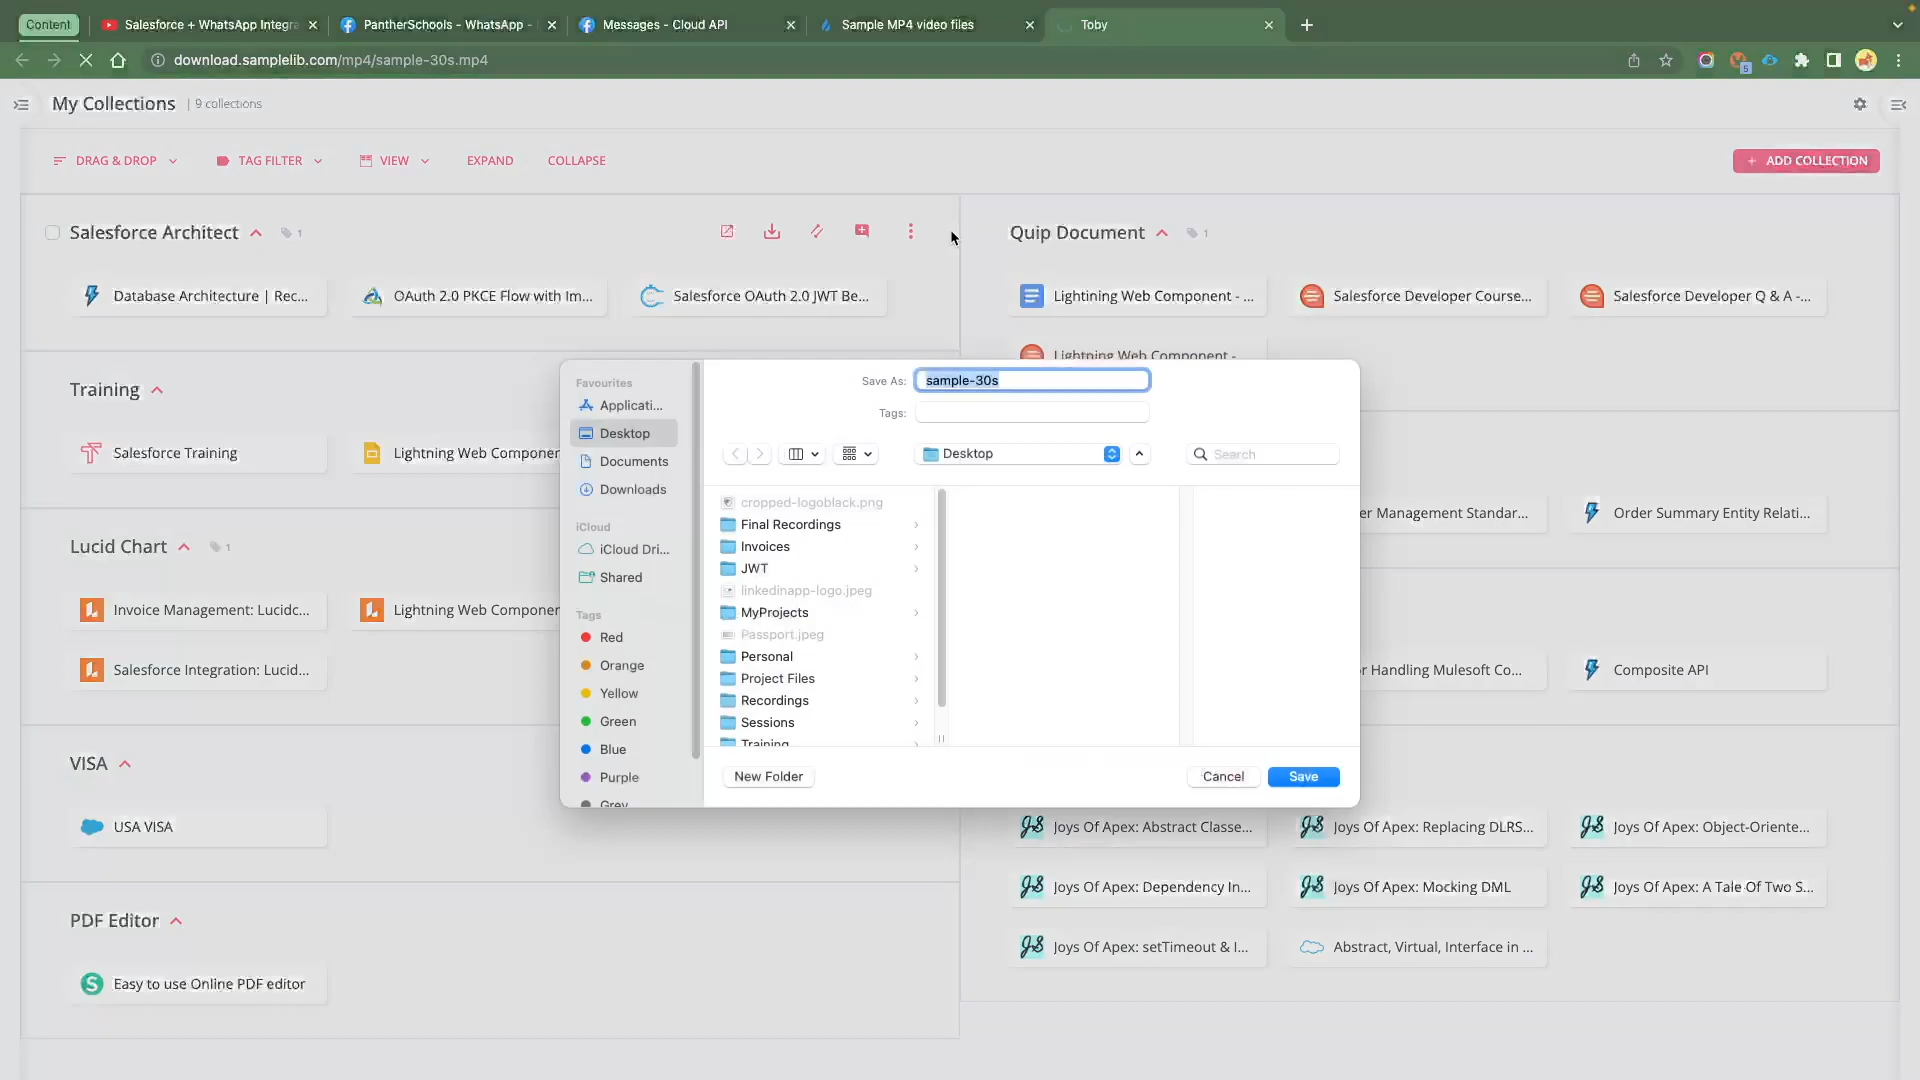 Content
Salesforce + WhatsApp Integra
PantherSchools - WhatsApp -
Messages - Cloud API
Sample MP4 video files
Toby
download.samplelib.com/mp4/sample-30s.mp4
5
My Collections | 9 collections
DRAG & DROP
TAG FILTER
VIEW
EXPAND
COLLAPSE
+ ADD COLLECTION
Salesforce Architect 1
Database Architecture | Rec...
OAuth 2.0 PKCE Flow with Im...
Salesforce OAuth 2.0 JWT Be...
Quip Document 1
Lightining Web Component - ...
Salesforce Developer Course...
Salesforce Developer Q & A -...
Lightning Web Component -
Training
Salesforce Training
Lightning Web Componen
Lucid Chart 1
Invoice Management: Lucidc...
Lightning Web Componen
Salesforce Integration: Lucid...
VISA
USA VISA
PDF Editor
Easy to use Online PDF editor
er Management Standar...
Order Summary Entity Relati...
or Handling Mulesoft Co...
Composite API
Joys Of Apex: Abstract Classe...
Joys Of Apex: Replacing DLRS...
Joys Of Apex: Object-Oriente...
Joys Of Apex: Dependency In...
Joys Of Apex: Mocking DML
Joys Of Apex: A Tale Of Two S...
Joys Of Apex: setTimeout & I...
Abstract, Virtual, Interface in ...
Favourites
Applicati...
Desktop
Documents
Downloads
iCloud
iCloud Dri...
Shared
Tags
Red
Orange
Yellow
Green
Blue
Purple
Grey
Save As: sample-30s
Tags:
Desktop
Search
cropped-logoblack.png
Final Recordings
Invoices
JWT
linkedinapp-logo.jpeg
MyProjects
Passport.jpeg
Personal
Project Files
Recordings
Sessions
Training
New Folder
Cancel
Save